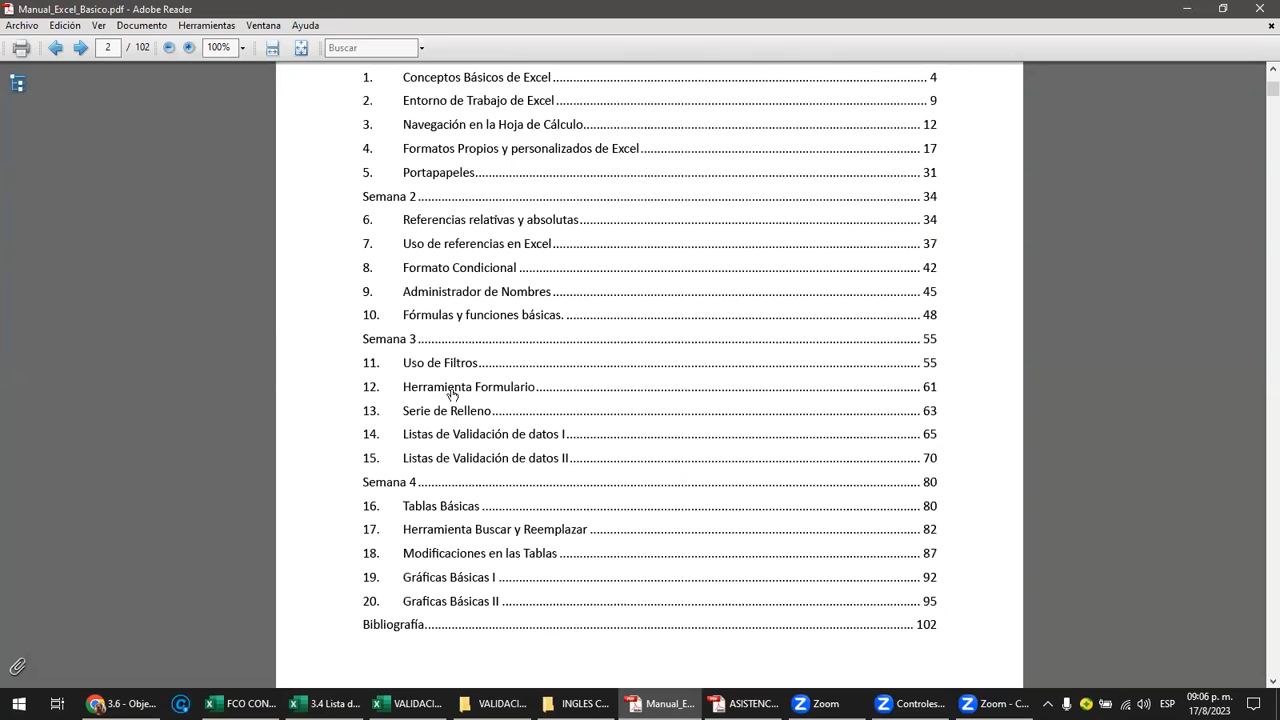 Manual_Excel_Basico.pdf - Adobe Reader
Archivo Edición Ver Documento Herramientas Ventana Ayuda
2 / 102 100% Buscar
1. Conceptos Básicos de Excel 4
2. Entorno de Trabajo de Excel 9
3. Navegación en la Hoja de Cálculo 12
4. Formatos Propios y personalizados de Excel 17
5. Portapapeles 31
Semana 2 34
6. Referencias relativas y absolutas 34
7. Uso de referencias en Excel 37
8. Formato Condicional 42
9. Administrador de Nombres 45
10. Fórmulas y funciones básicas. 48
Semana 3 55
11. Uso de Filtros 55
12. Herramienta Formulario 61
13. Serie de Relleno 63
14. Listas de Validación de datos I 65
15. Listas de Validación de datos II 70
Semana 4 80
16. Tablas Básicas 80
17. Herramienta Buscar y Reemplazar 82
18. Modificaciones en las Tablas 87
19. Gráficas Básicas I 92
20. Graficas Básicas II 95
Bibliografía 102
3.6 - Odoo... FCO CON... 3.4 Lista d... VALIDACI... VALIDACI... INGLES C... Manual_E... ASISTENC... Zoom Controles... Zoom - C... ESP 09:06 p. m.
17/8/2023